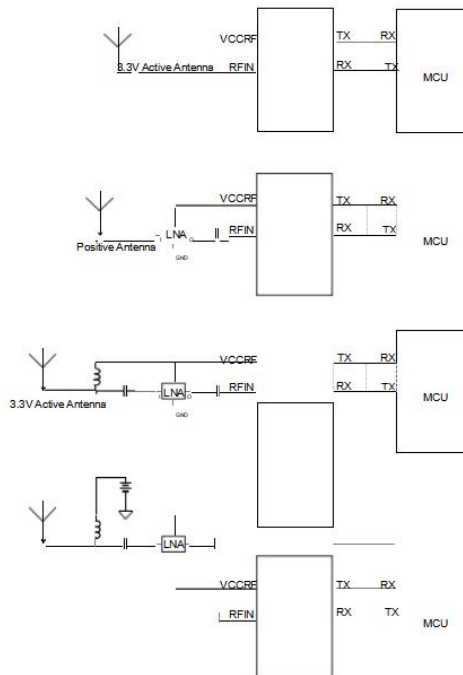 VCCRF TX RX
3.3V Active Antenna RFIN RX TX MCU
VCCRF TX RX
LNA RFIN RX TX
Positive Antenna GND MCU
VCCRF TX RX
LNA RFIN RX TX MCU
3.3V Active Antenna GND
LNA
VCCRF TX RX
RFIN RX TX MCU